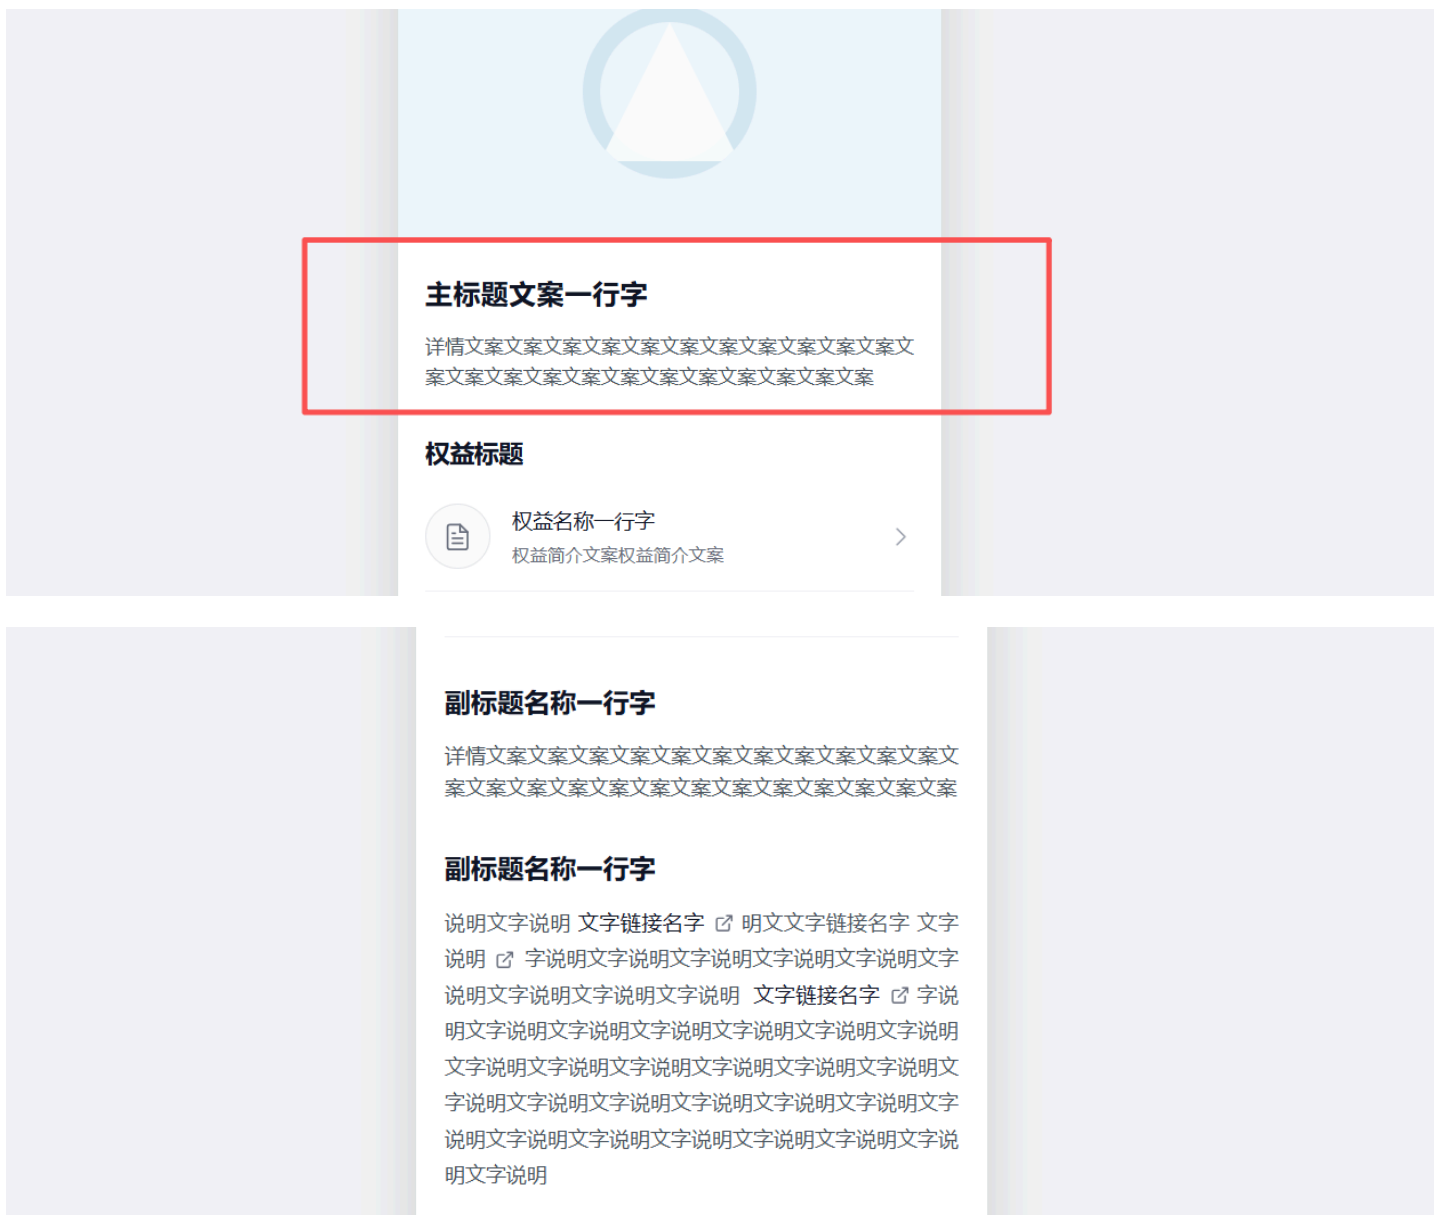 主标题文案一行字
详情文案文案文案文案文案文案文案文案文案文案文案文
案文案文案文案文案文案文案文案文案文案文案文案
权益标题
权益名称一行字
权益简介文案权益简介文案
副标题名称一行字
详情文案文案文案文案文案文案文案文案文案文案文案文
案文案文案文案文案文案文案文案文案文案文案文案文案
副标题名称一行字
说明文字说明 文字链接名字 明文文字链接名字 文字
说明 字说明文字说明文字说明文字说明文字说明文字
说明文字说明文字说明文字说明 文字链接名字 字说
明文字说明文字说明文字说明文字说明文字说明文字说明
文字说明文字说明文字说明文字说明文字说明文字说明文
字说明文字说明文字说明文字说明文字说明文字说明文字
说明文字说明文字说明文字说明文字说明文字说明文字说
明文字说明